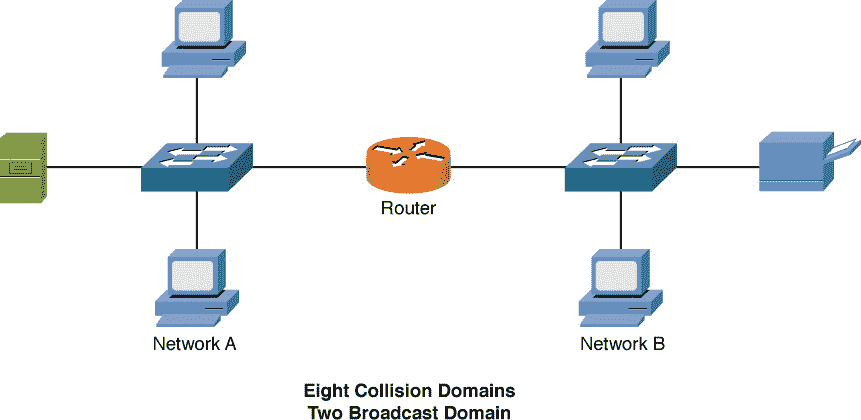 Router
Network A
Network B
Eight Collision Domains
Two Broadcast Domain